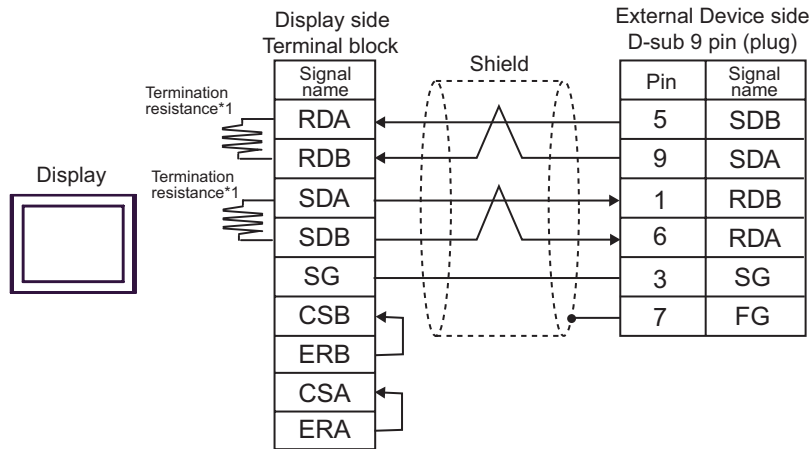 Display side
Terminal block
External Device side
D-sub 9 pin (plug)
Shield
Signal
name
Pin
Signal
name
Termination
resistance*1
RDA
5
SDB
RDB
9
SDA
Display
Termination
resistance*1
SDA
1
RDB
SDB
6
RDA
SG
3
SG
CSB
7
FG
ERB
CSA
ERA